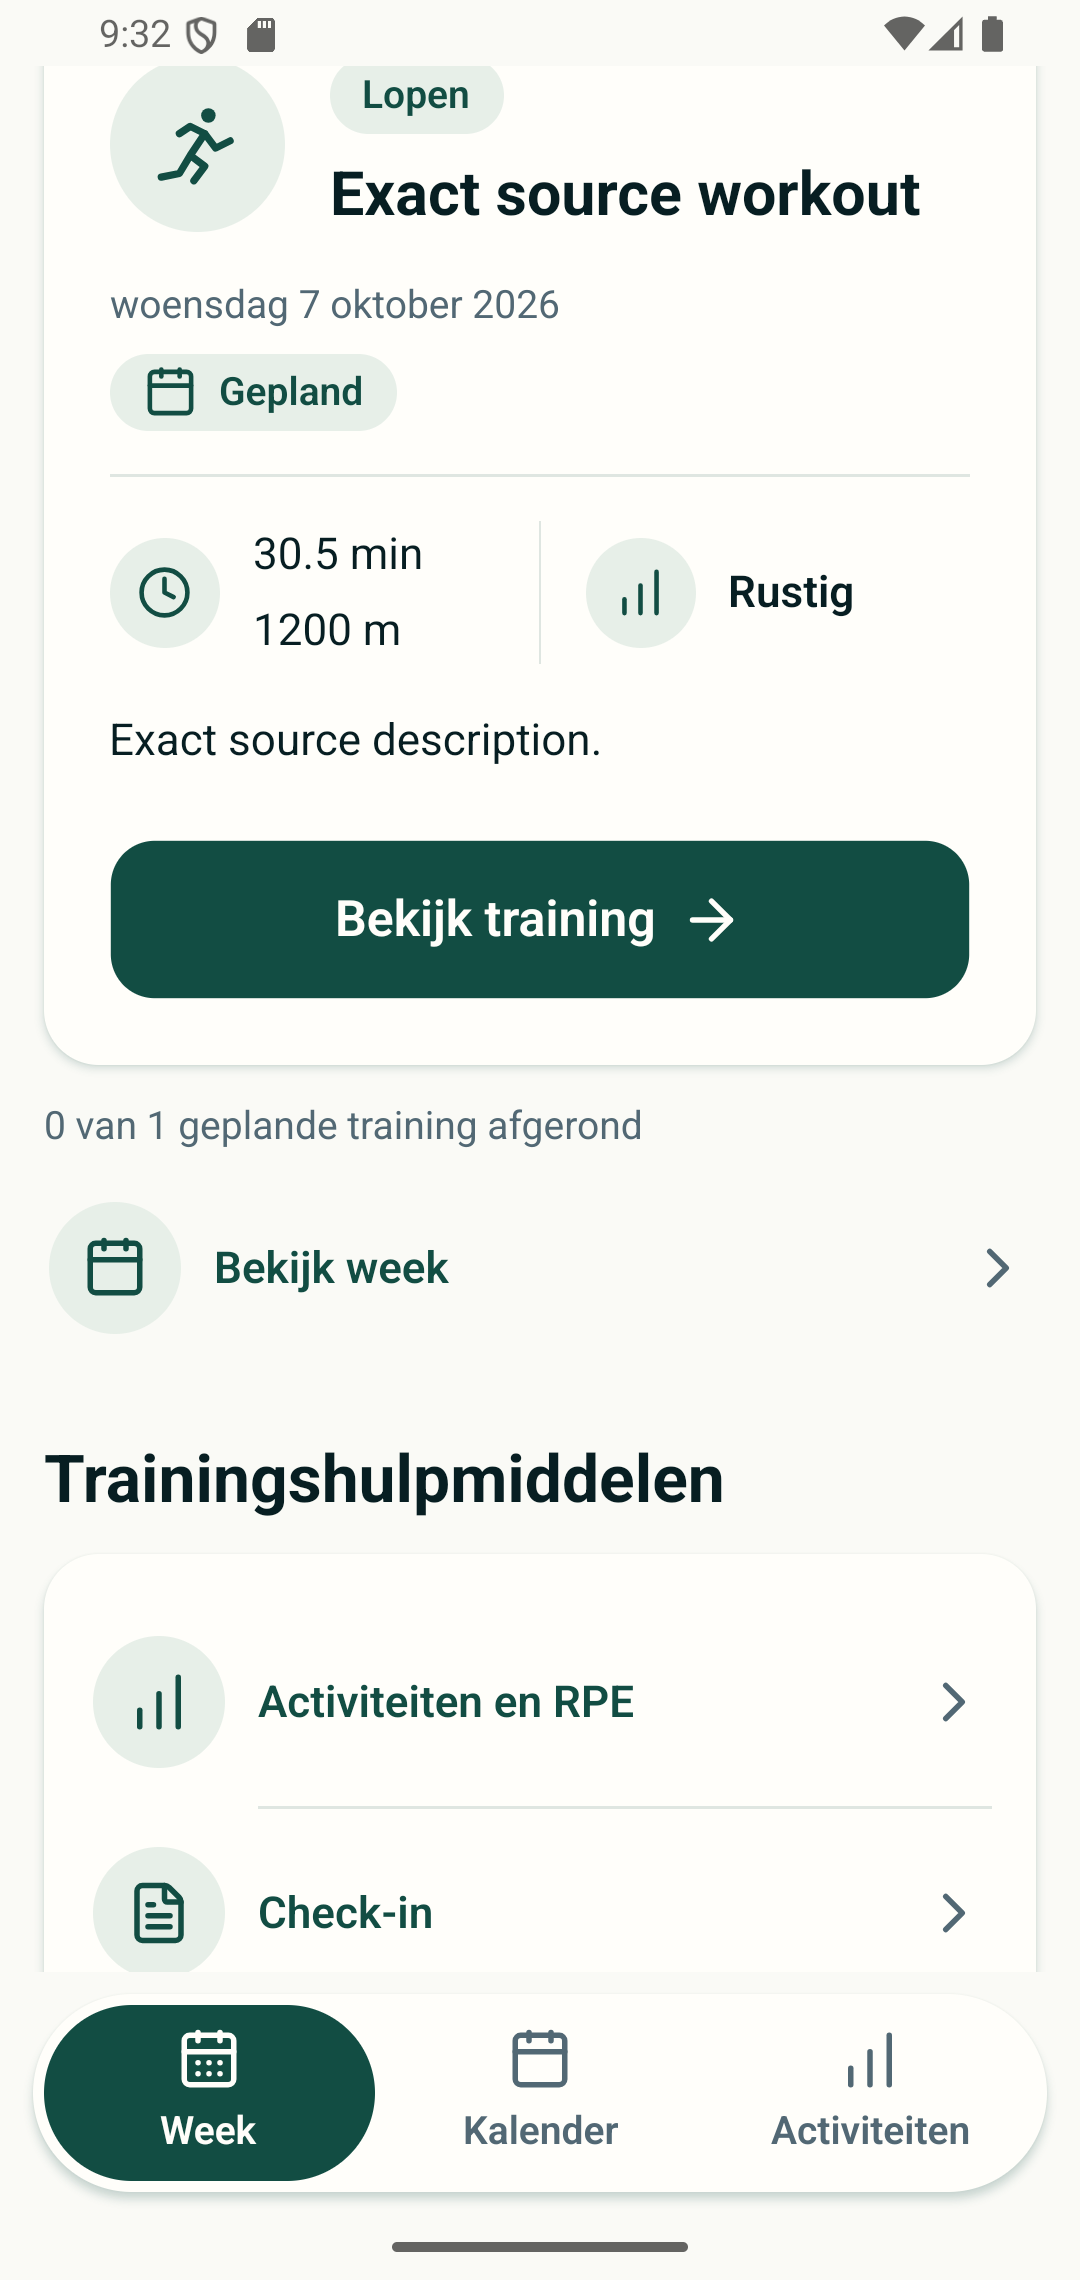 9:32
Lopen
Exact source workout
woensdag 7 oktober 2026
Gepland
30.5 min
1200 m
Rustig
Exact source description.
Bekijk training
0 van 1 geplande training afgerond
Bekijk week
Trainingshulpmiddelen
Activiteiten en RPE
Check-in
Week
Kalender
Activiteiten